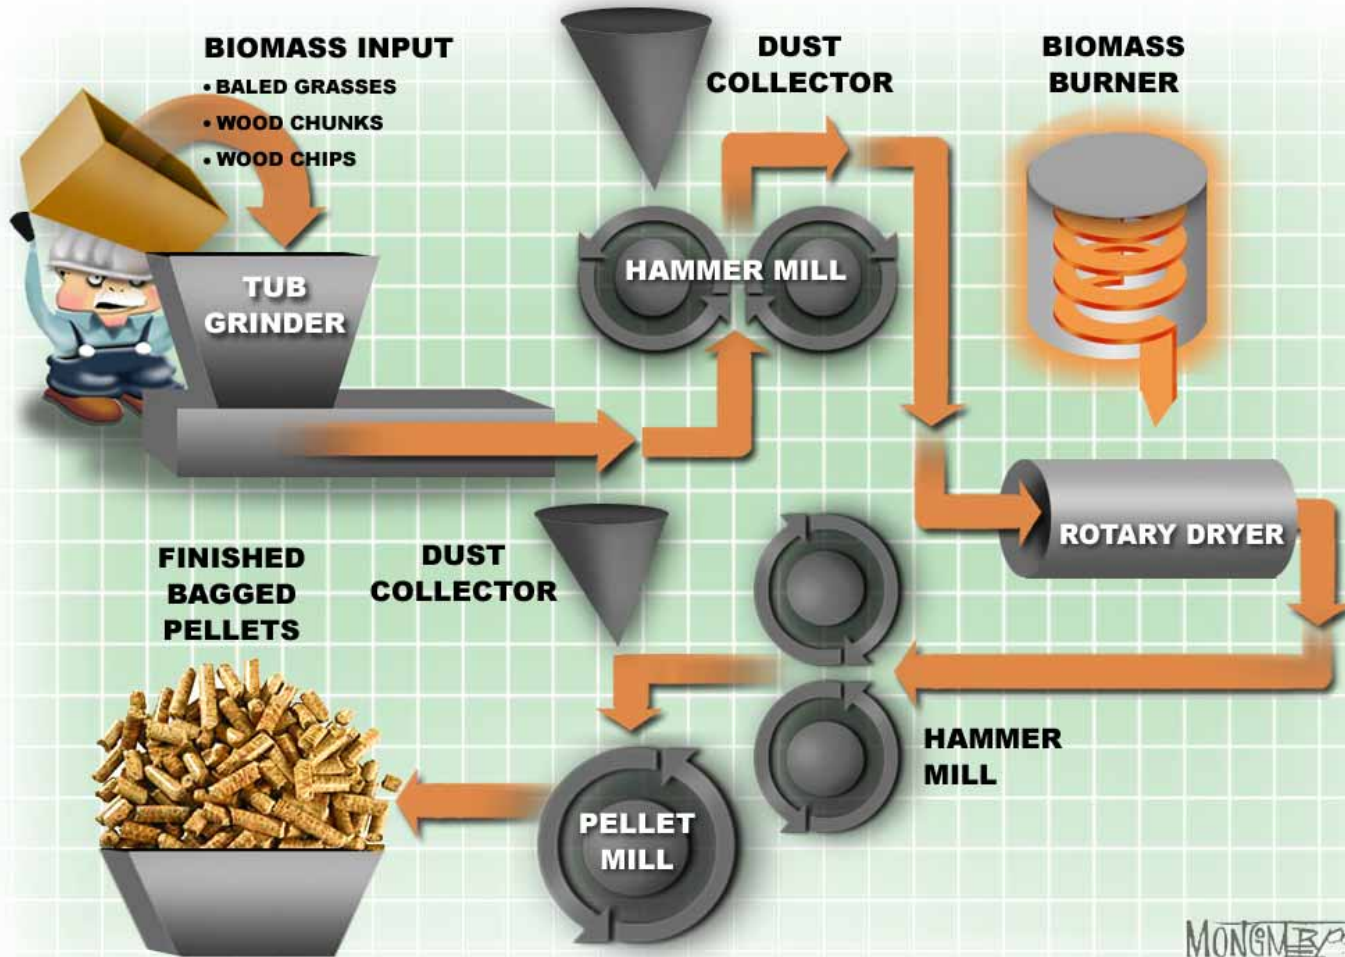 BIOMASS INPUT
• BALED GRASSES
• WOOD CHUNKS
• WOOD CHIPS
TUB
GRINDER
DUST
COLLECTOR
HAMMER MILL
BIOMASS
BURNER
ROTARY DRYER
HAMMER
MILL
DUST
COLLECTOR
PELLET
MILL
FINISHED
BAGGED
PELLETS